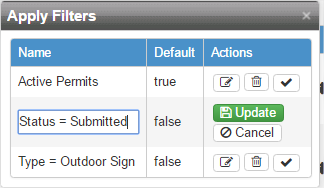 Apply Filters ×
Name Default Actions
Active Permits true
Status = Submitted false Update
Cancel
Type = Outdoor Sign false